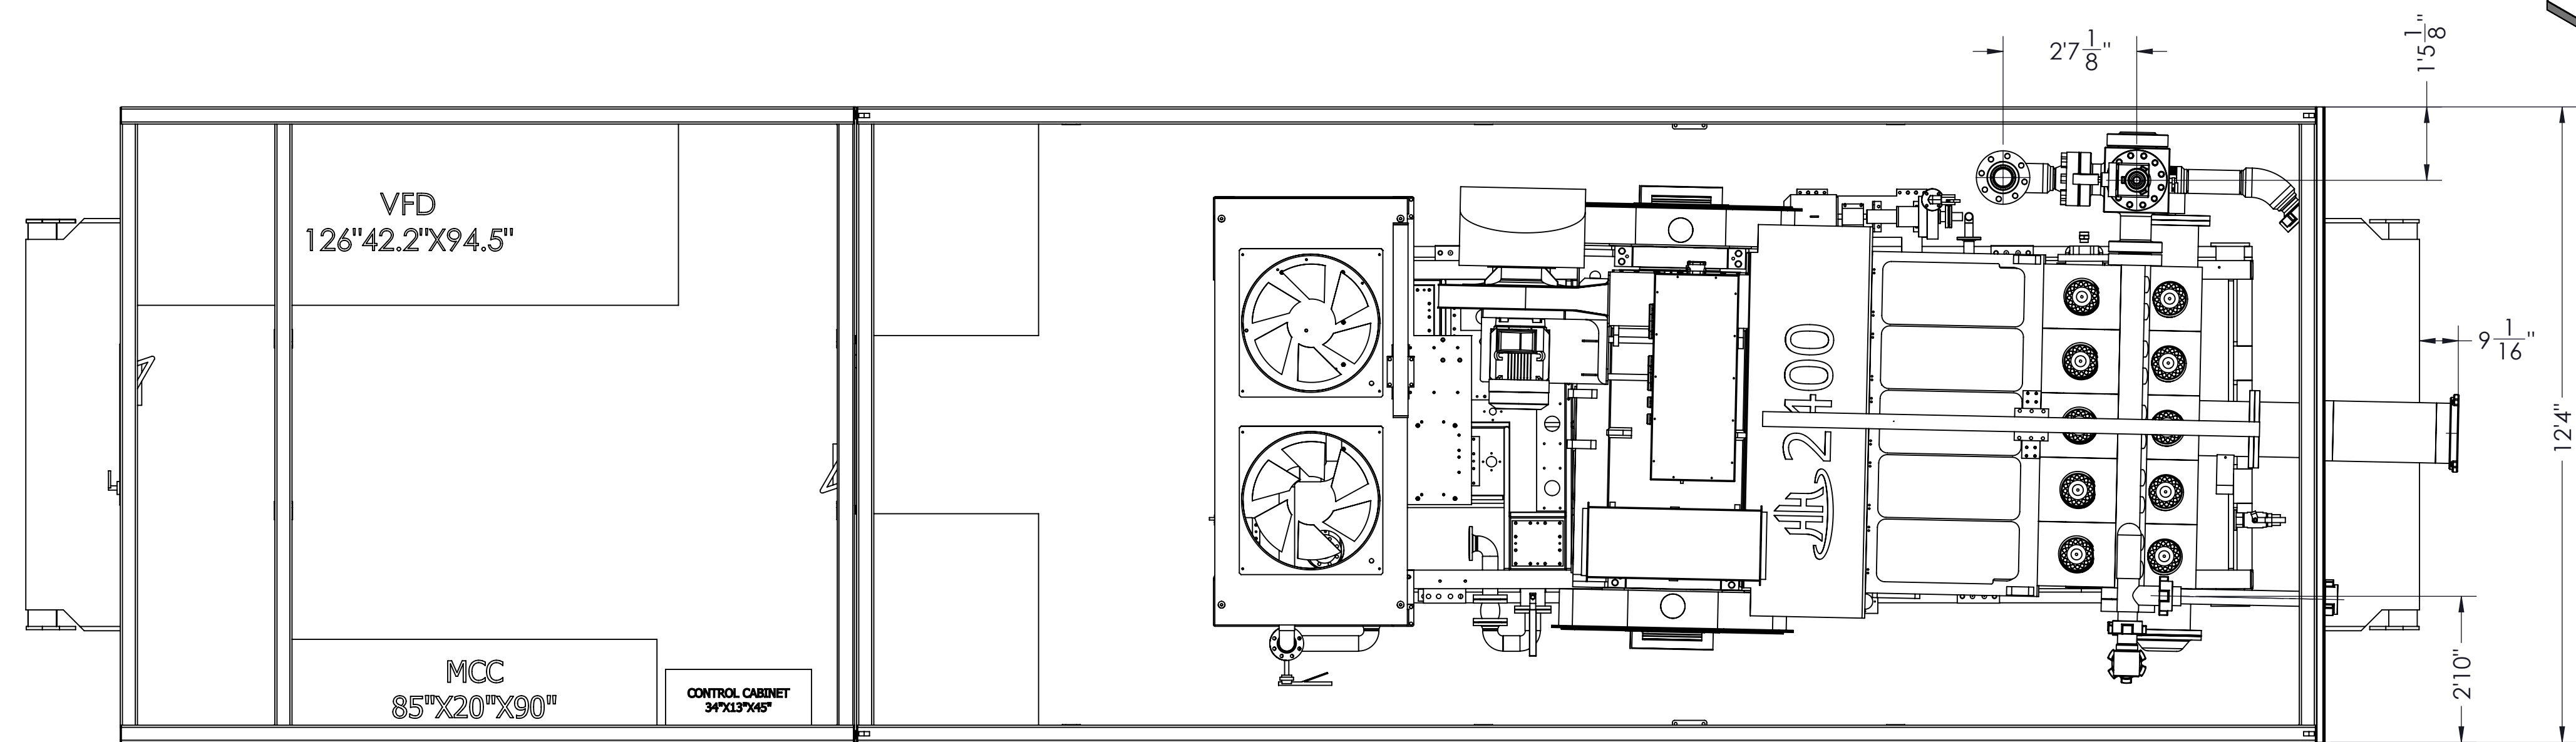 2'7 1/8"
1'5 1/8"
VFD
126"42.2"X94.5"
9 1/16"
2400
12'4"
MCC
85"X20"X90"
CONTROL CABINET
34"X13"X45"
2'10"